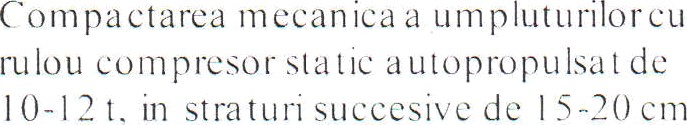 Compactarea mecanica a umpluturilor cu
rulou compresor static autopropulsat de
10-12 t, in straturi succesive de 15-20 cm